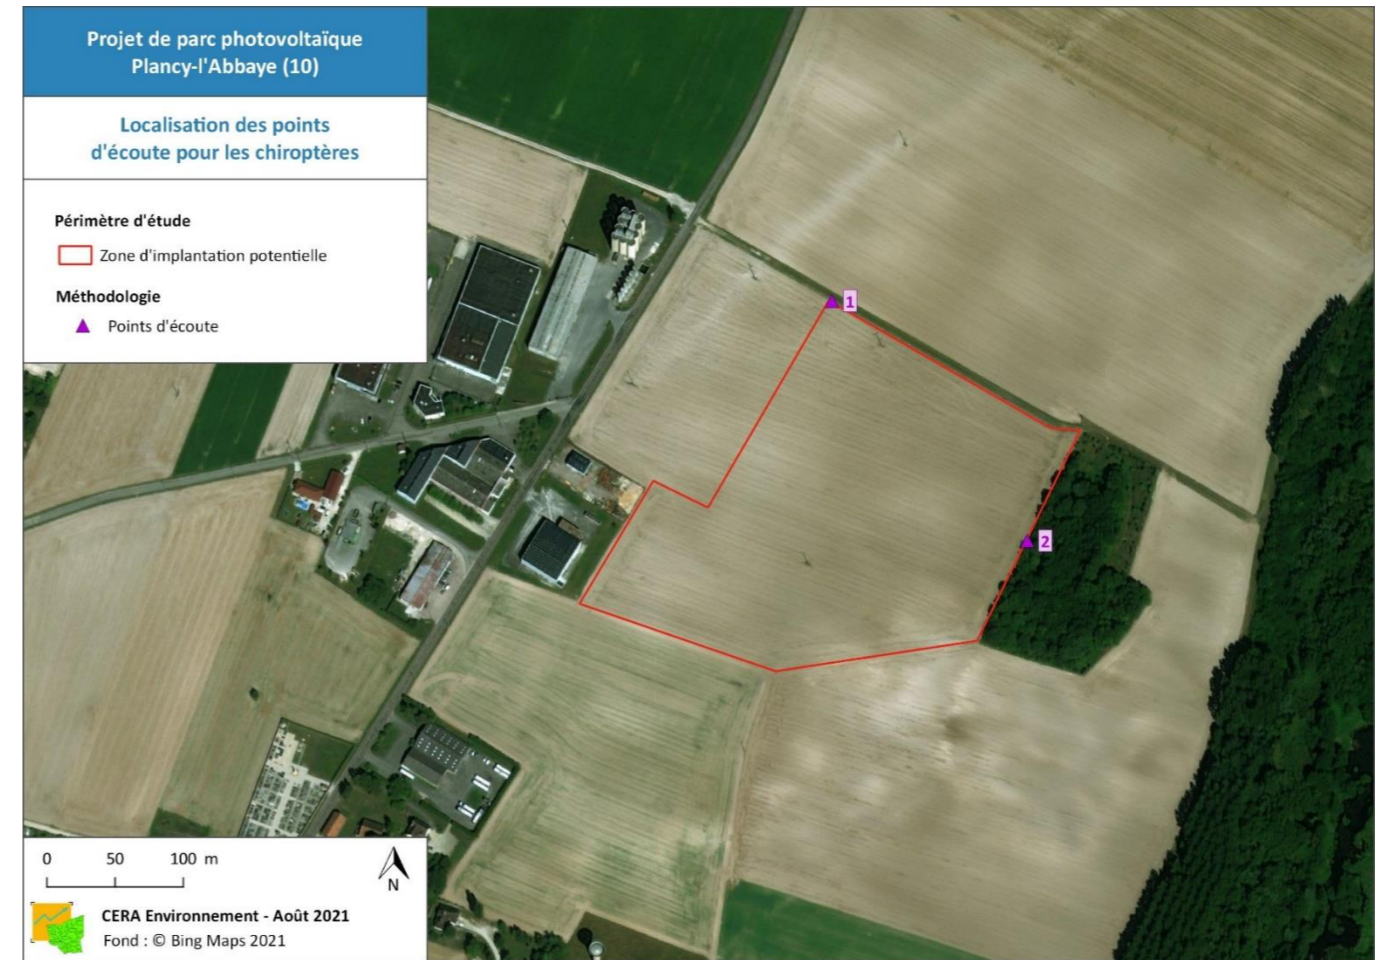 Projet de parc photovoltaïque
Plancy-l'Abbaye (10)
Localisation des points
d'écoute pour les chiroptères
Périmètre d'étude
Zone d'implantation potentielle
Méthodologie
Points d'écoute
1
2
0 50 100 m
N
CERA Environnement - Août 2021
Fond : © Bing Maps 2021